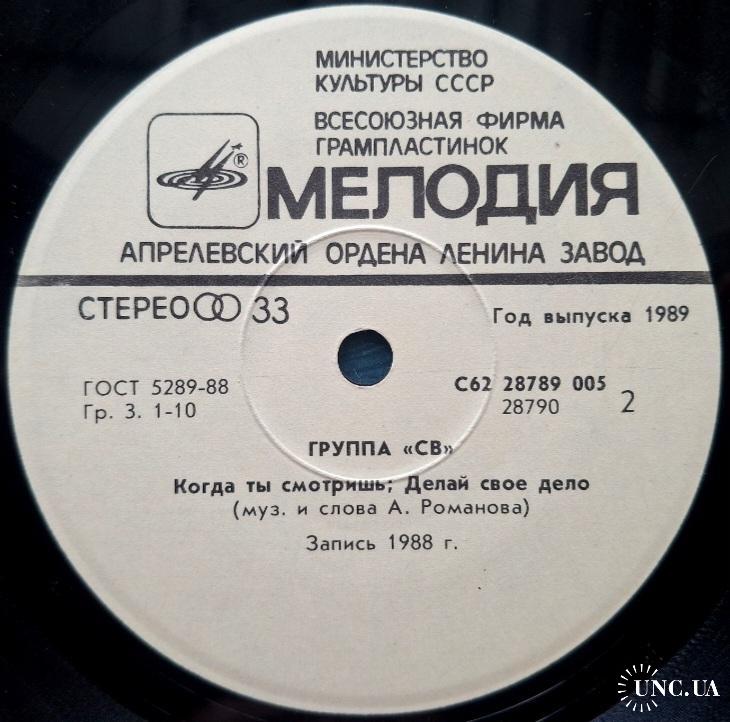 МИНИСТЕРСТВО
КУЛЬТУРЫ СССР
ВСЕСОЮЗНАЯ ФИРМА
ГРАМПЛАСТИНОК
®
МЕЛОДИЯ
АПРЕЛЕВСКИЙ ОРДЕНА ЛЕНИНА ЗАВОД
СТЕРЕО 33
Год выпуска 1989
ГОСТ 5289-88
Гр. 3. 1-10
С62 28789 005
28790
2
ГРУППА «СВ»
Когда ты смотришь; Делай свое дело
(муз. и слова А. Романова)
Запись 1988 г.
UNC.UA